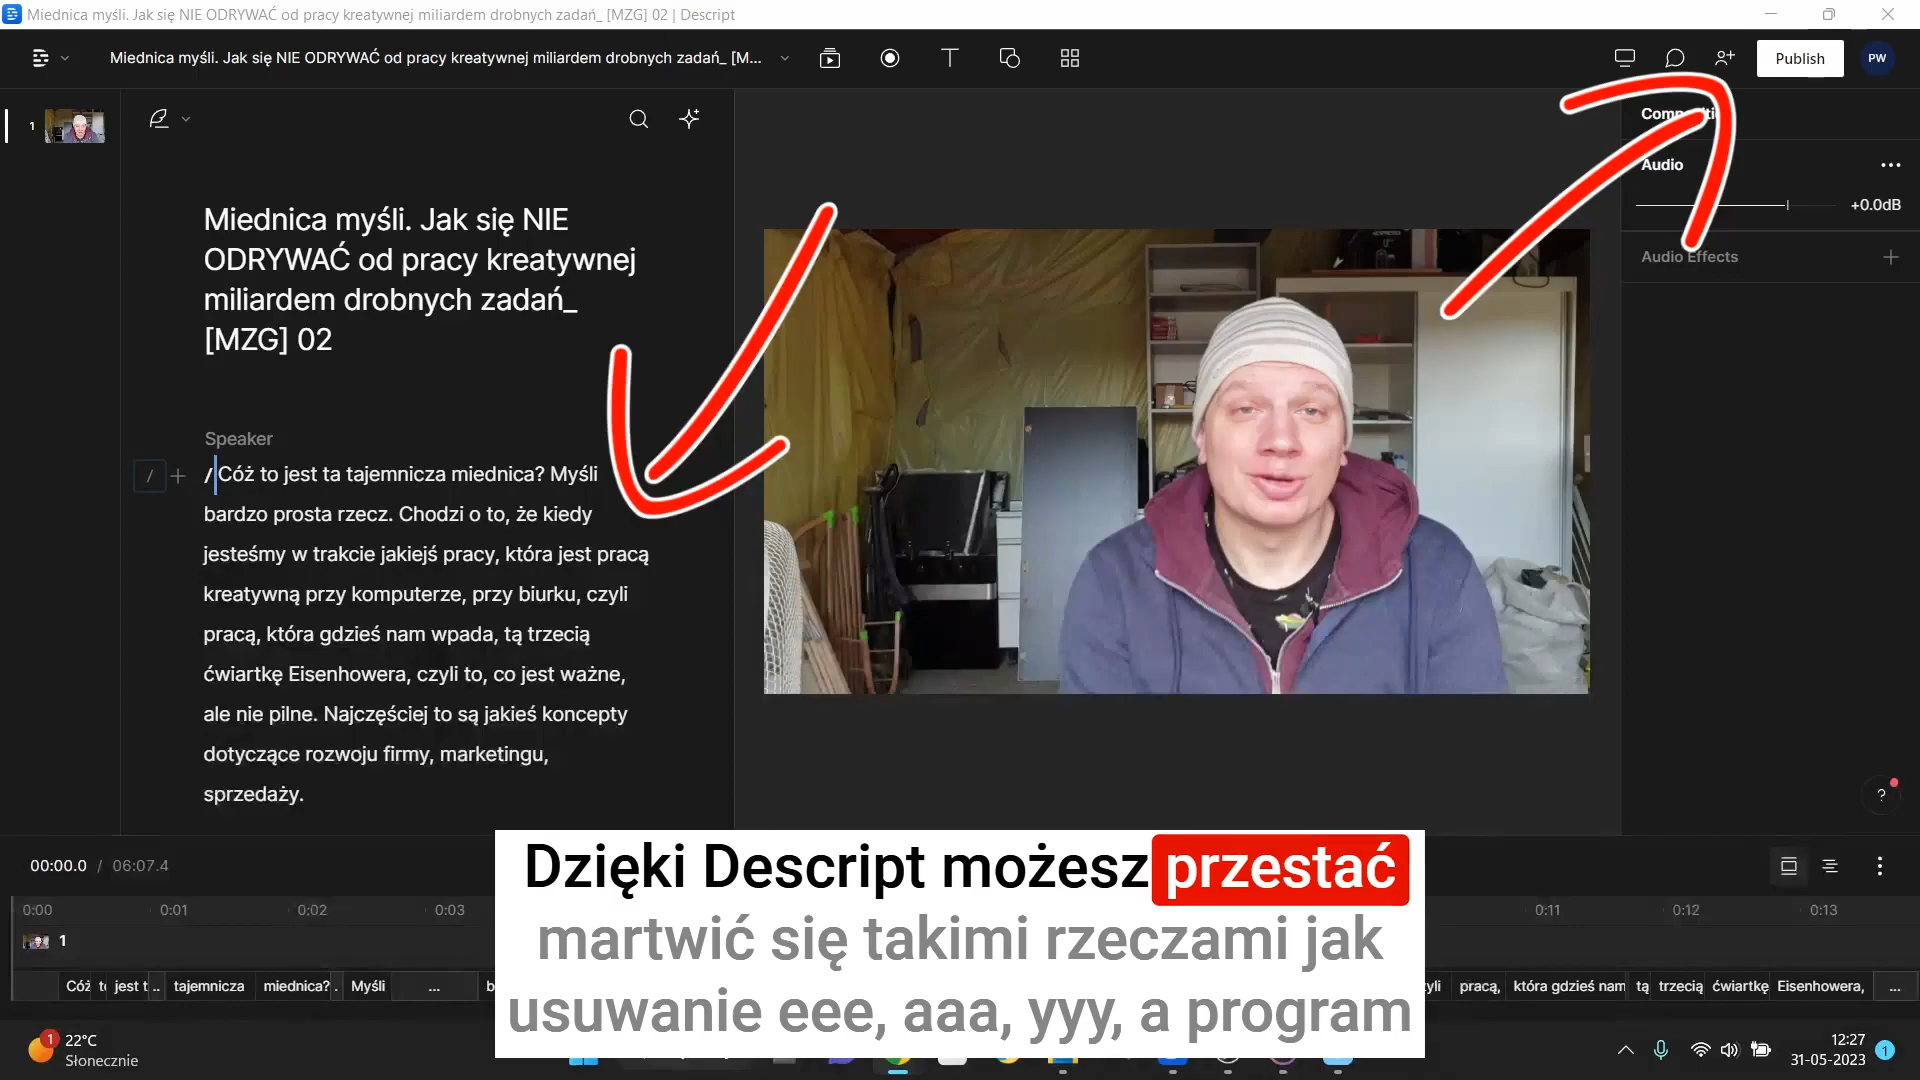 Miednica myśli. Jak się NIE ODRYWAĆ od pracy kreatywnej miliardem drobnych zadań_ [MZG] 02 | Descript
Miednica myśli. Jak się NIE ODRYWAĆ od pracy kreatywnej miliardem drobnych zadań_ [M...
Publish
PW
1
Audio
+0.0dB
Audio Effects
Miednica myśli. Jak się NIE
ODRYWAĆ od pracy kreatywnej
miliardem drobnych zadań_
[MZG] 02
Speaker
/ + / Cóż to jest ta tajemnicza miednica? Myśli
bardzo prosta rzecz. Chodzi o to, że kiedy
jesteśmy w trakcie jakiejś pracy, która jest pracą
kreatywną przy komputerze, przy biurku, czyli
pracą, która gdzieś nam wpada, tą trzecią
ćwiartkę Eisenhowera, czyli to, co jest ważne,
ale nie pilne. Najczęściej to są jakieś koncepty
dotyczące rozwoju firmy, marketingu,
sprzedaży.
?
00:00.0 / 06:07.4
0:00 0:01 0:02 0:03 0:11 0:12 0:13
1
Cóż jest t .. tajemnicza miednica? . Myśli ... pracą, która gdzieś nam tą trzecią ćwiartkę Eisenhowera, ...
Dzięki Descript możesz przestać
martwić się takimi rzeczami jak
usuwanie eee, aaa, yyy, a program
1
22°C
Słonecznie
12:27
31-05-2023
1